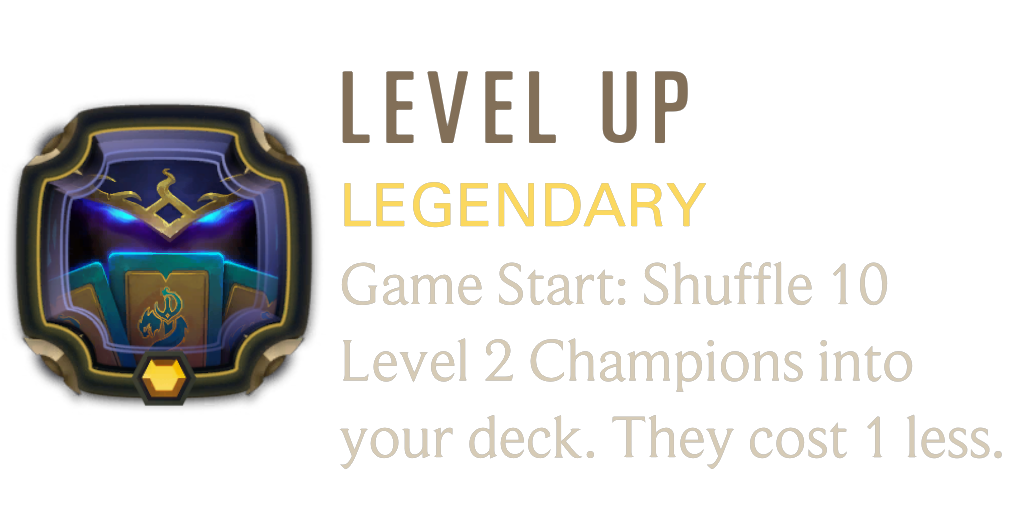 LEVEL UP
LEGENDARY
Game Start: Shuffle 10
Level 2 Champions into
your deck. They cost 1 less.